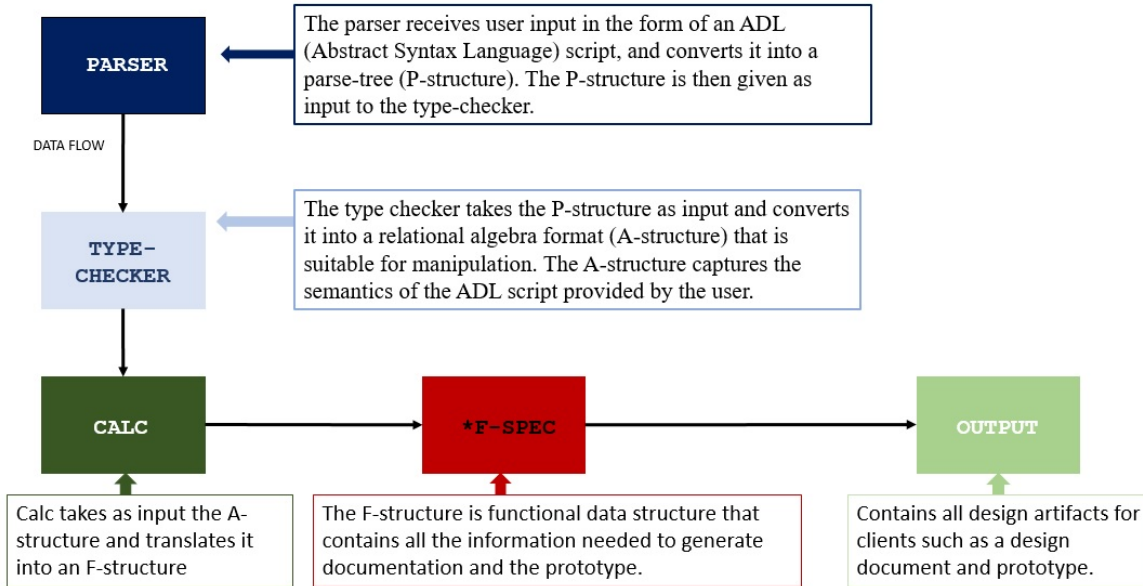 PARSER
The parser receives user input in the form of an ADL
(Abstract Syntax Language) script, and converts it into a
parse-tree (P-structure). The P-structure is then given as
input to the type-checker.
DATA FLOW
TYPE-
CHECKER
The type checker takes the P-structure as input and converts
it into a relational algebra format (A-structure) that is
suitable for manipulation. The A-structure captures the
semantics of the ADL script provided by the user.
CALC
*F-SPEC
OUTPUT
Calc takes as input the A-
structure and translates it
into an F-structure
The F-structure is functional data structure that
contains all the information needed to generate
documentation and the prototype.
Contains all design artifacts for
clients such as a design
document and prototype.